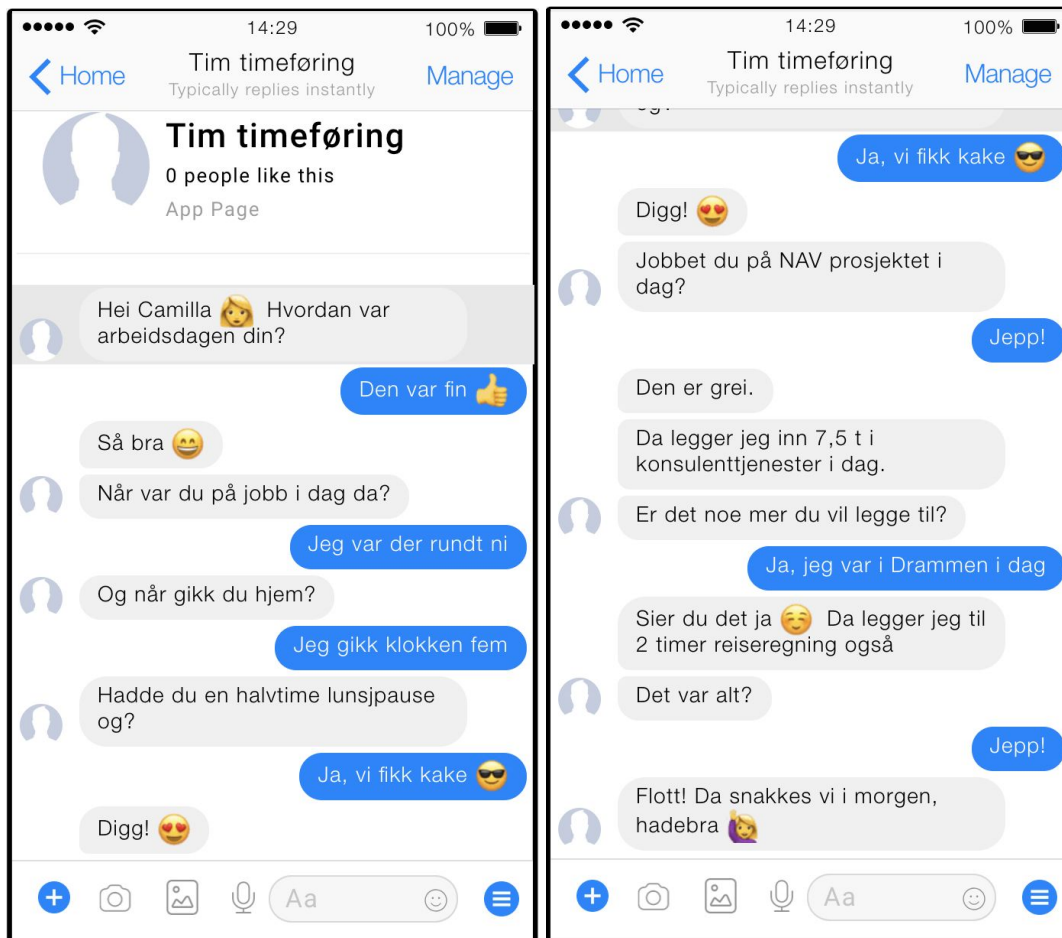 14:29
100%
Home
Tim timeføring
Manage
Typically replies instantly
Tim timeføring
0 people like this
App Page
Hei Camilla 👩 Hvordan var
arbeidsdagen din?
Den var fin 👍
Så bra 😄
Når var du på jobb i dag da?
Jeg var der rundt ni
Og når gikk du hjem?
Jeg gikk klokken fem
Hadde du en halvtime lunsjpause
og?
Ja, vi fikk kake 😎
Digg! 😍
Aa
14:29
100%
Home
Tim timeføring
Manage
Typically replies instantly
og?
Ja, vi fikk kake 😎
Digg! 😍
Jobbet du på NAV prosjektet i
dag?
Jepp!
Den er grei.
Da legger jeg inn 7,5 t i
konsulenttjenester i dag.
Er det noe mer du vil legge til?
Ja, jeg var i Drammen i dag
Sier du det ja ☺️ Da legger jeg til
2 timer reiseregning også
Det var alt?
Jepp!
Flott! Da snakkes vi i morgen,
hadebra 🙋
Aa